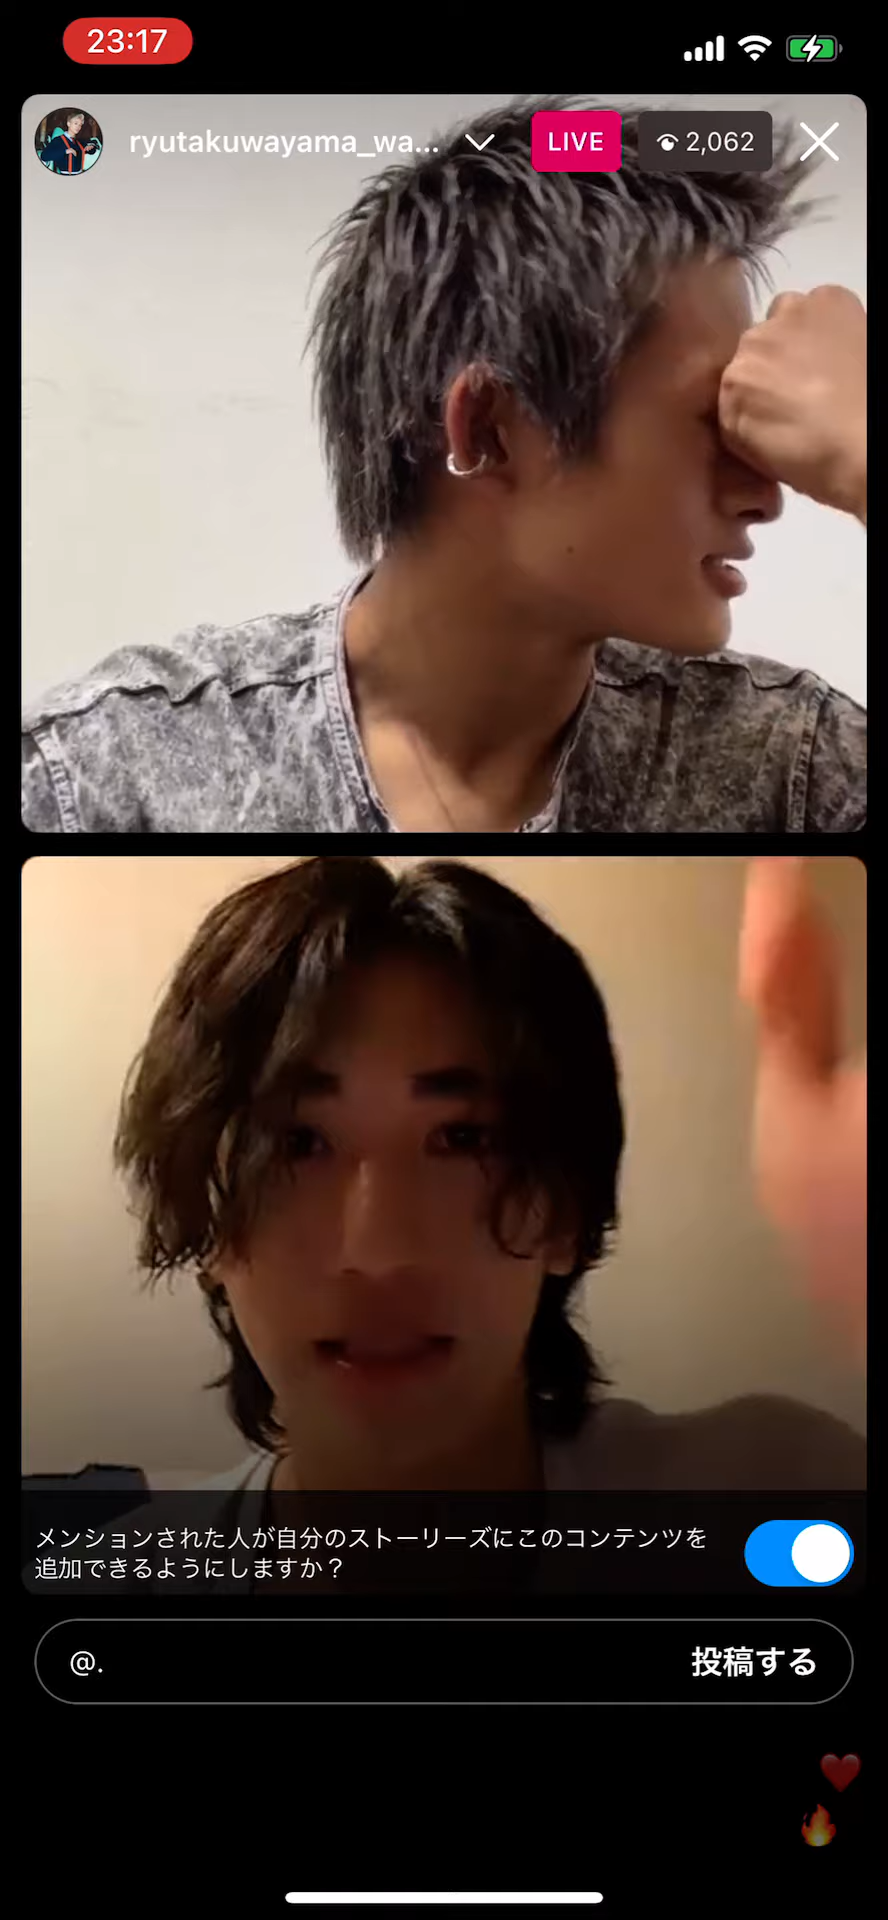 23:17
ryutakuwayama_wa...
LIVE
2,062
メンションされた人が自分のストーリーズにこのコンテンツを
追加できるようにしますか？
@.
投稿する